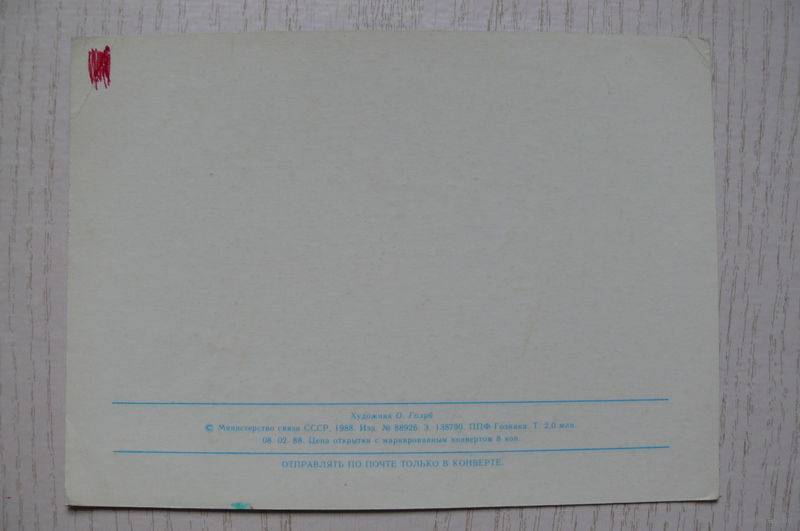 Художник О. Голуб
© Министерство связи СССР, 1988. Изд. № 88926. З. 138790. ППФ Гознака. Т. 2,0 млн.
08. 02. 88. Цена открытки с маркированным конвертом 8 коп.
ОТПРАВЛЯТЬ ПО ПОЧТЕ ТОЛЬКО В КОНВЕРТЕ.